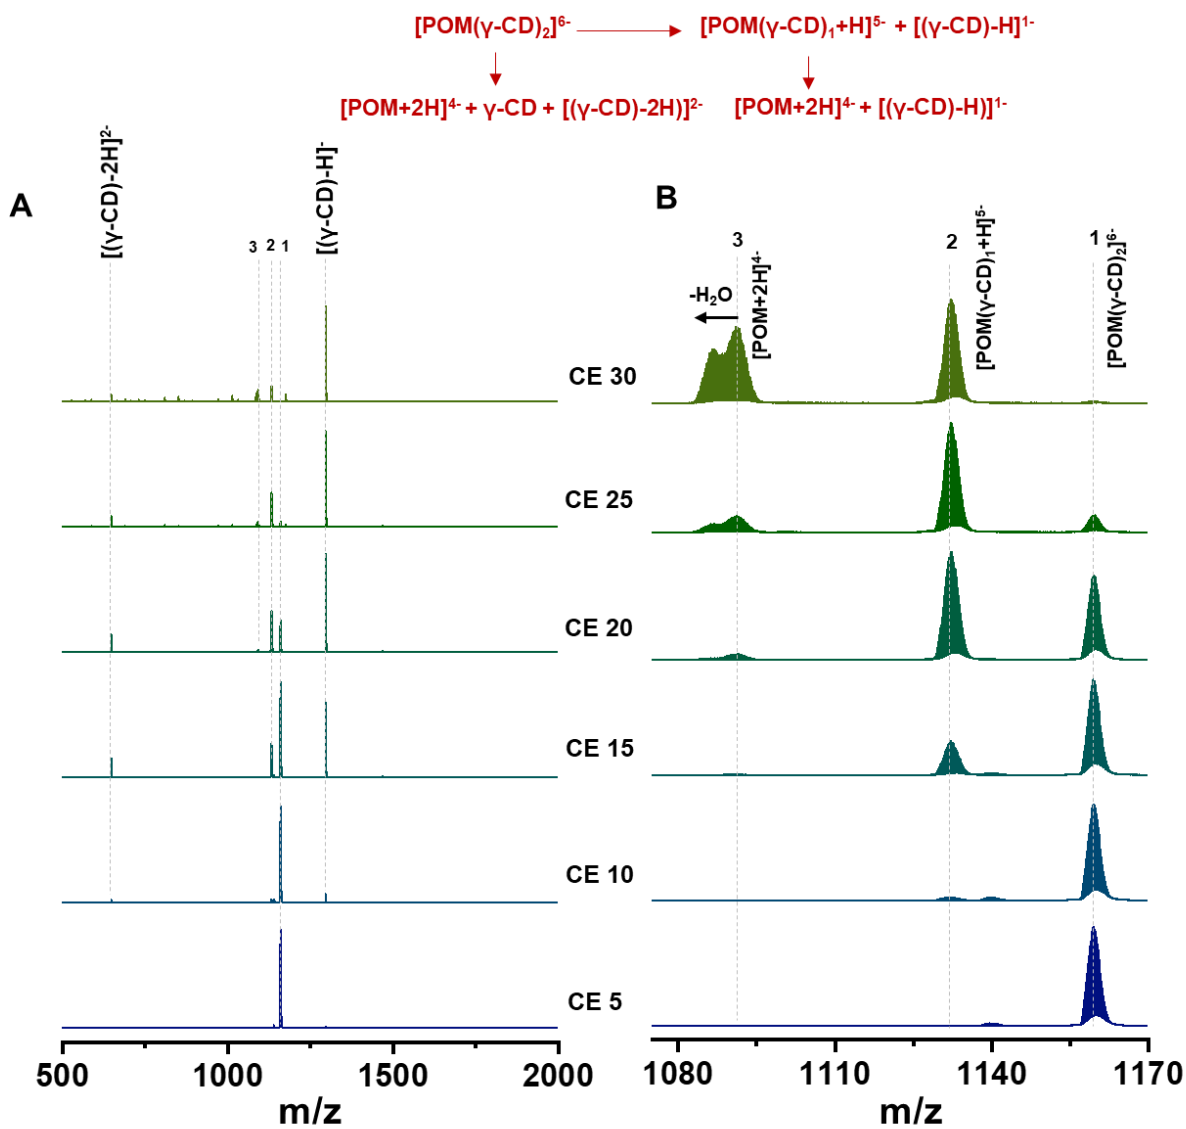 [POM(γ-CD)₂]⁶⁻ → [POM(γ-CD)₁+H]⁵⁻ + [(γ-CD)-H]¹⁻
[POM+2H]⁴⁻ + γ-CD + [(γ-CD)-2H)]²⁻
[POM+2H]⁴⁻ + [(γ-CD)-H)]¹⁻
A
[(γ-CD)-2H]²⁻
3 2 1
[(γ-CD)-H]⁻
B
3
[POM+2H]⁴⁻
-H₂O
2
[POM(γ-CD)₁+H]⁵⁻
1
[POM(γ-CD)₂]⁶⁻
CE 30
CE 25
CE 20
CE 15
CE 10
CE 5
500 1000 1500 2000
m/z
1080 1110 1140 1170
m/z